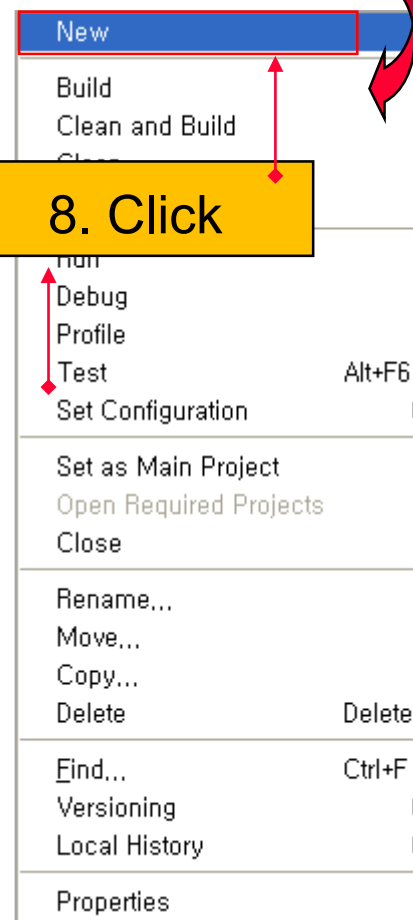 New
Build
Clean and Build
8. Click
Debug
Profile
Test Alt+F6
Set Configuration
Set as Main Project
Open Required Projects
Close
Rename...
Move...
Copy...
Delete Delete
Find... Ctrl+F
Versioning
Local History
Properties